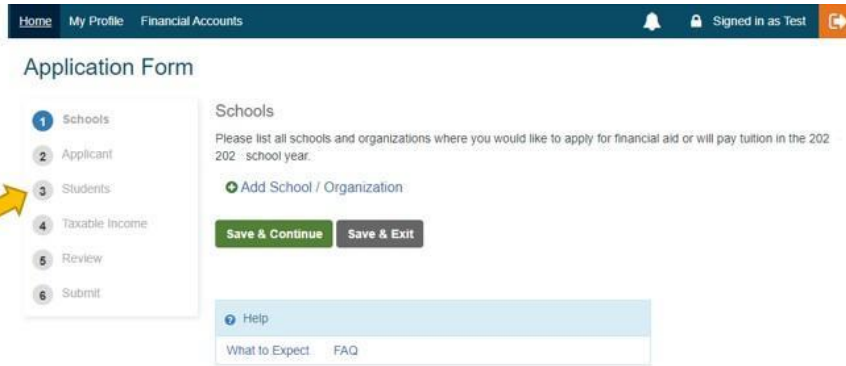 Home My Profile Financial Accounts Signed in as Test
Application Form
1 Schools
2 Applicant
3 Students
4 Taxable Income
5 Review
6 Submit
Schools
Please list all schools and organizations where you would like to apply for financial aid or will pay tuition in the 202
202 school year.
Add School / Organization
Save & Continue Save & Exit
Help
What to Expect FAQ